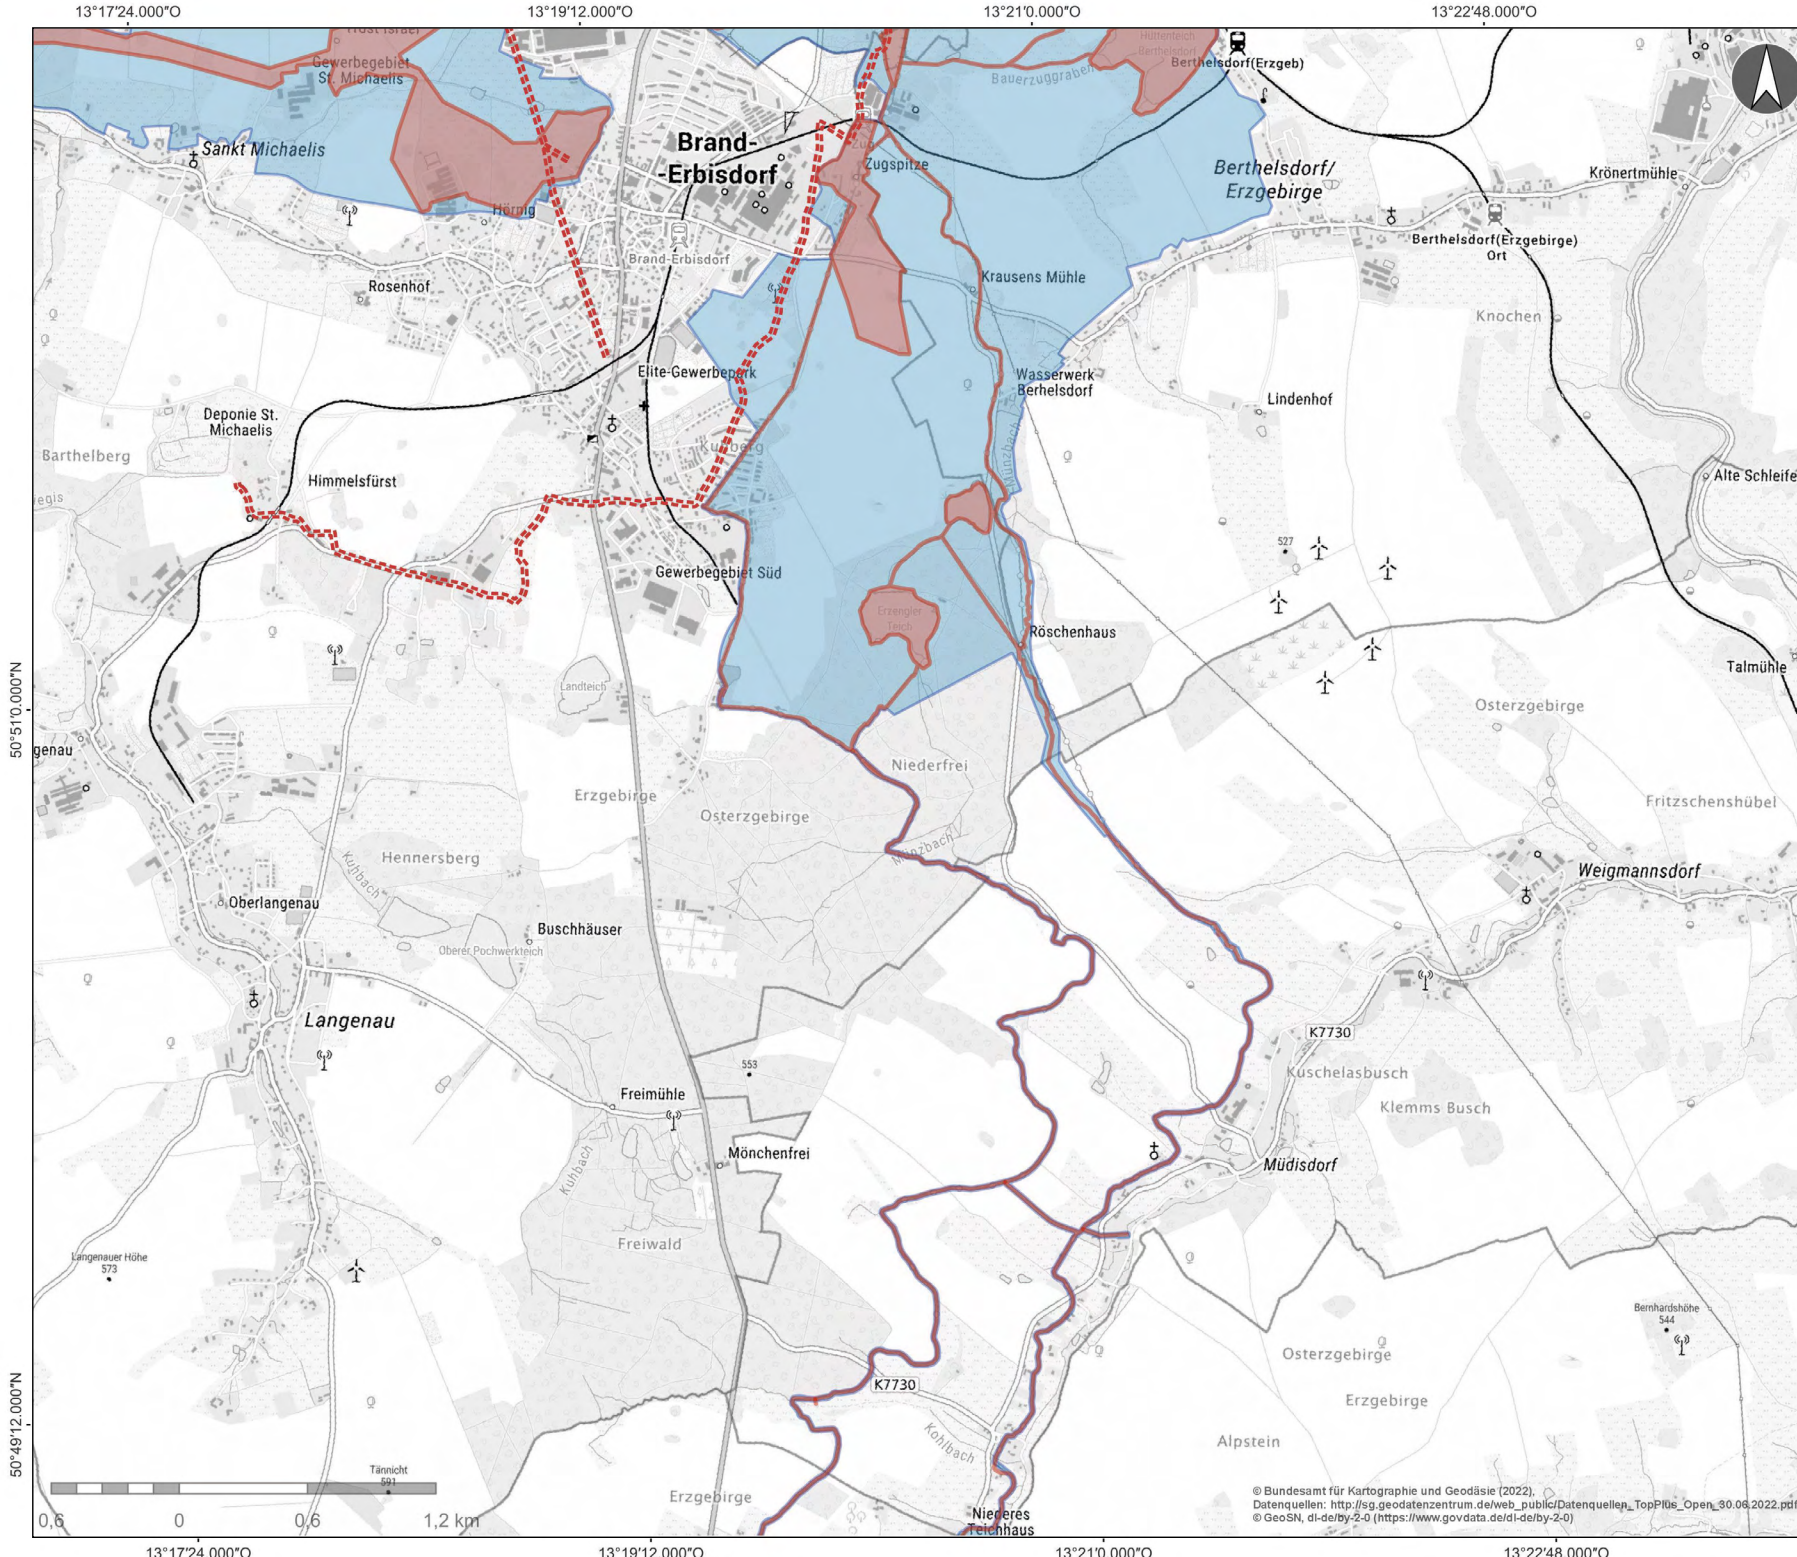 13°17'24.000"O
13°19'12.000"O
13°21'0.000"O
13°22'48.000"O
Gewerbegebiet
St. Michaelis
Hüttenteich
Berthelsdorf
Berthelsdorf(Erzgeb)
Bauerzuggraben
Sankt Michaelis
Brand-
-Erbisdorf
Zug
Zugspitze
Berthelsdorf/
Erzgebirge
Krönertmühle
Hörnig
Berthelsdorf(Erzgebirge)
Ort
Brand-Erbisdorf
Rosenhof
Krausens Mühle
Knochen
Elite-Gewerbepark
Wasserwerk
Berhelsdorf
Lindenhof
Deponie St.
Michaelis
Barthelberg
Kuhberg
Münzbach
Himmelsfürst
Alte Schleife
527
Gewerbegebiet Süd
Erzengler
Teich
Röschenhaus
Talmühle
Landteich
50°51'0.000"N
Osterzgebirge
genau
Niederfrei
Erzgebirge
Osterzgebirge
Fritzschenshübel
Münzbach
Hennersberg
Kuhbach
Weigmannsdorf
Oberlangenau
Buschhäuser
Oberer Pochwerkteich
Langenau
K7730
553
Kuschelasbusch
Freimühle
Klemms Busch
Mönchenfrei
Müdisdorf
Kuhbach
Freiwald
Langenauer Höhe
573
Bernhardshöhe
544
Osterzgebirge
K7730
Erzgebirge
50°49'12.000"N
Kohlbach
Alpstein
Tännicht
591
Erzgebirge
© Bundesamt für Kartographie und Geodäsie (2022),
Datenquellen: http://sg.geodatenzentrum.de/web_public/Datenquellen_TopPlus_Open_30.06.2022.pdf
© GeoSN, dl-de/by-2-0 (https://www.govdata.de/dl-de/by-2-0)
Niederes
Teichhaus
0,6 0 0,6 1,2 km
13°17'24.000"O
13°19'12.000"O
13°21'0.000"O
13°22'48.000"O